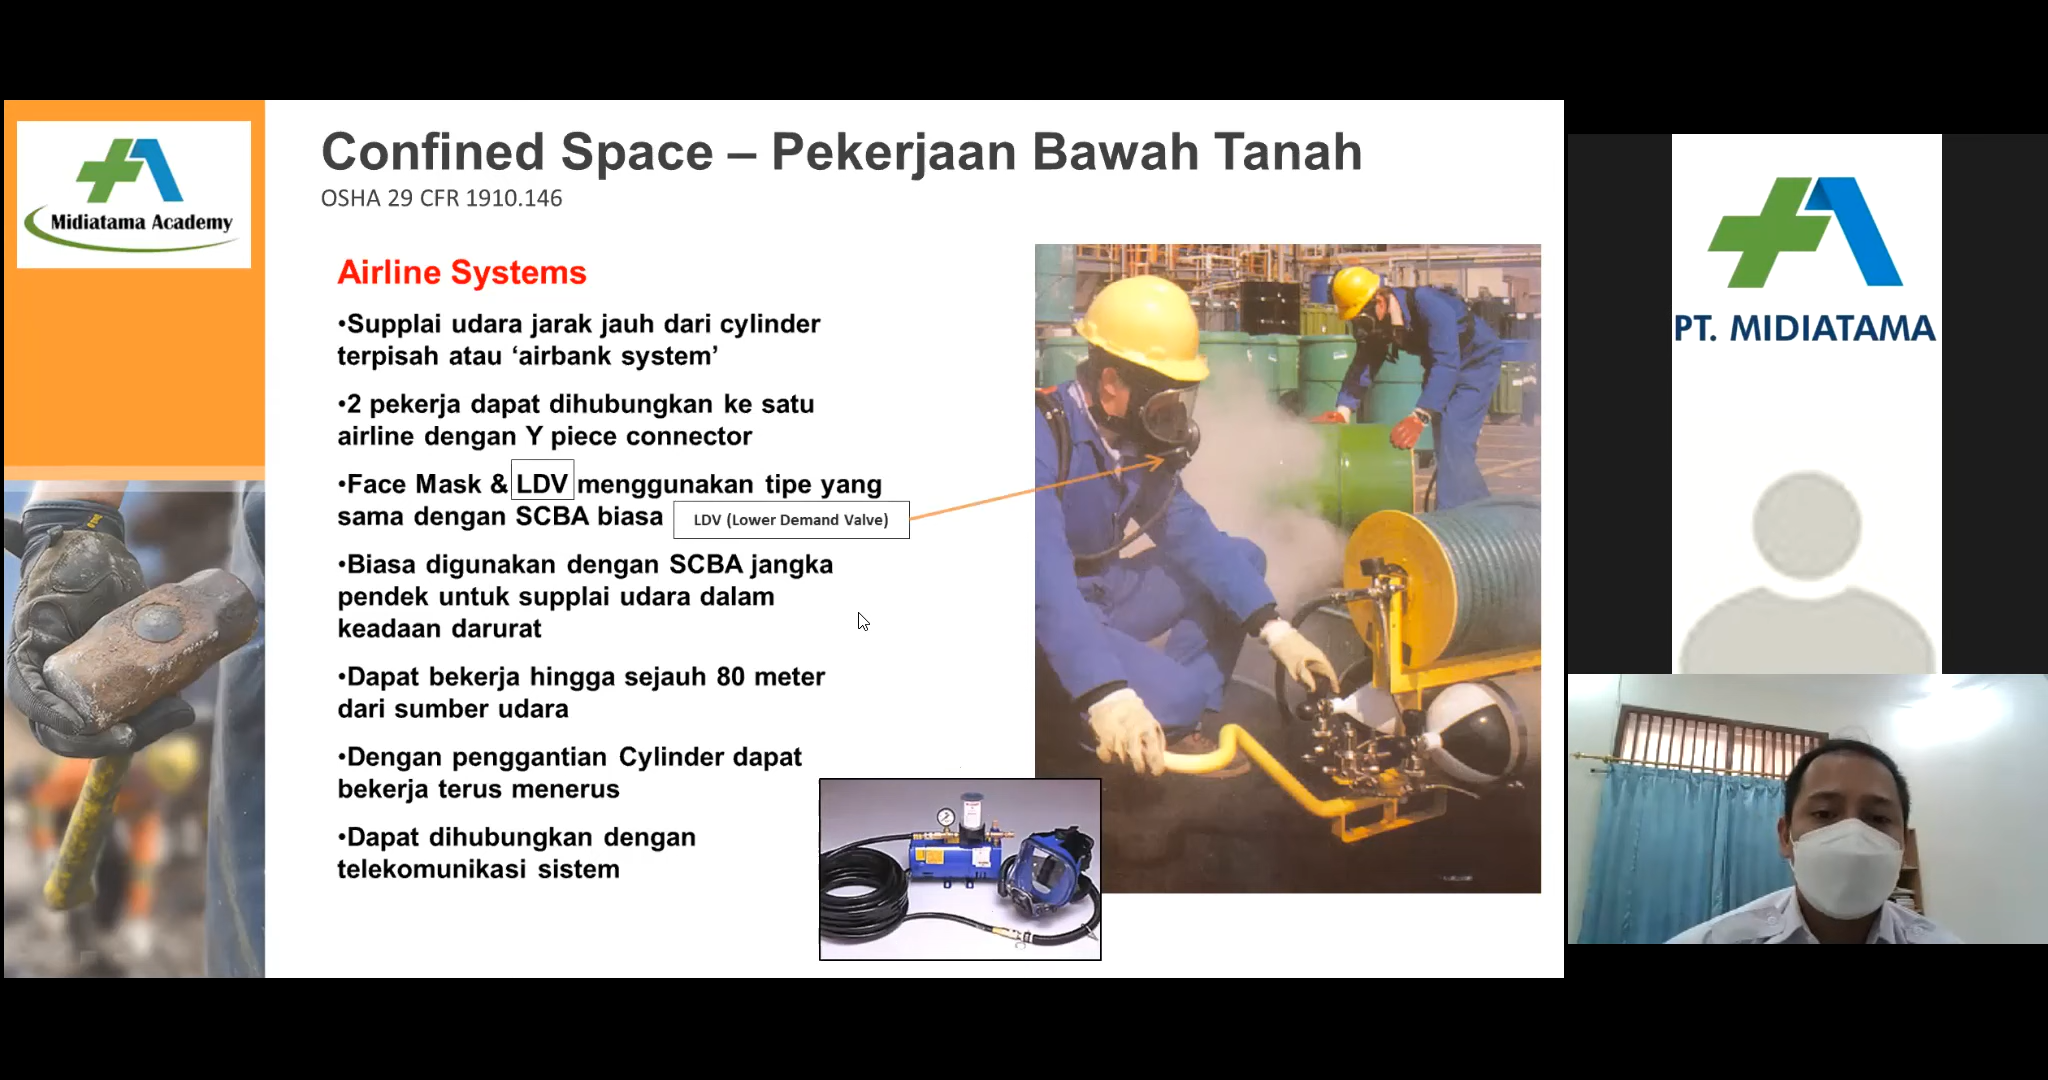 Midiatama Academy
Confined Space – Pekerjaan Bawah Tanah
OSHA 29 CFR 1910.146
Airline Systems
•Supplai udara jarak jauh dari cylinder
terpisah atau ‘airbank system’
•2 pekerja dapat dihubungkan ke satu
airline dengan Y piece connector
•Face Mask & LDV menggunakan tipe yang
sama dengan SCBA biasa
LDV (Lower Demand Valve)
•Biasa digunakan dengan SCBA jangka
pendek untuk supplai udara dalam
keadaan darurat
•Dapat bekerja hingga sejauh 80 meter
dari sumber udara
•Dengan penggantian Cylinder dapat
bekerja terus menerus
•Dapat dihubungkan dengan
telekomunikasi sistem
PT. MIDIATAMA